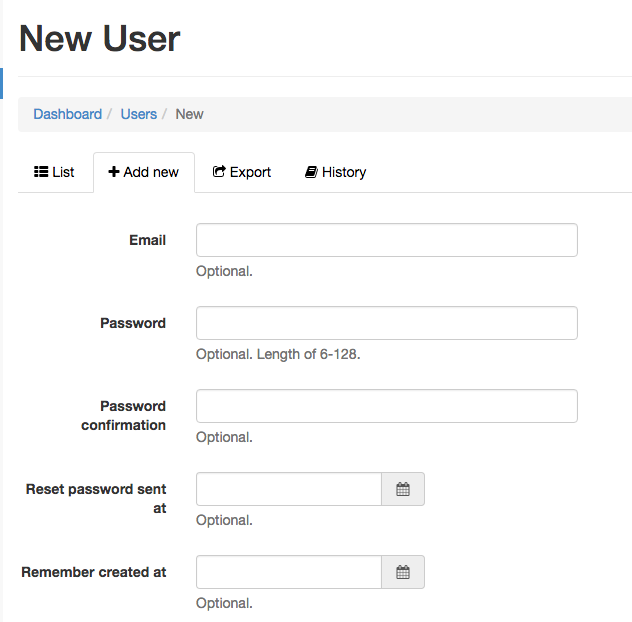 New User
Dashboard / Users / New
List
Add new
Export
History
Email
Optional.
Password
Optional. Length of 6-128.
Password
confirmation
Optional.
Reset password sent
at
Optional.
Remember created at
Optional.